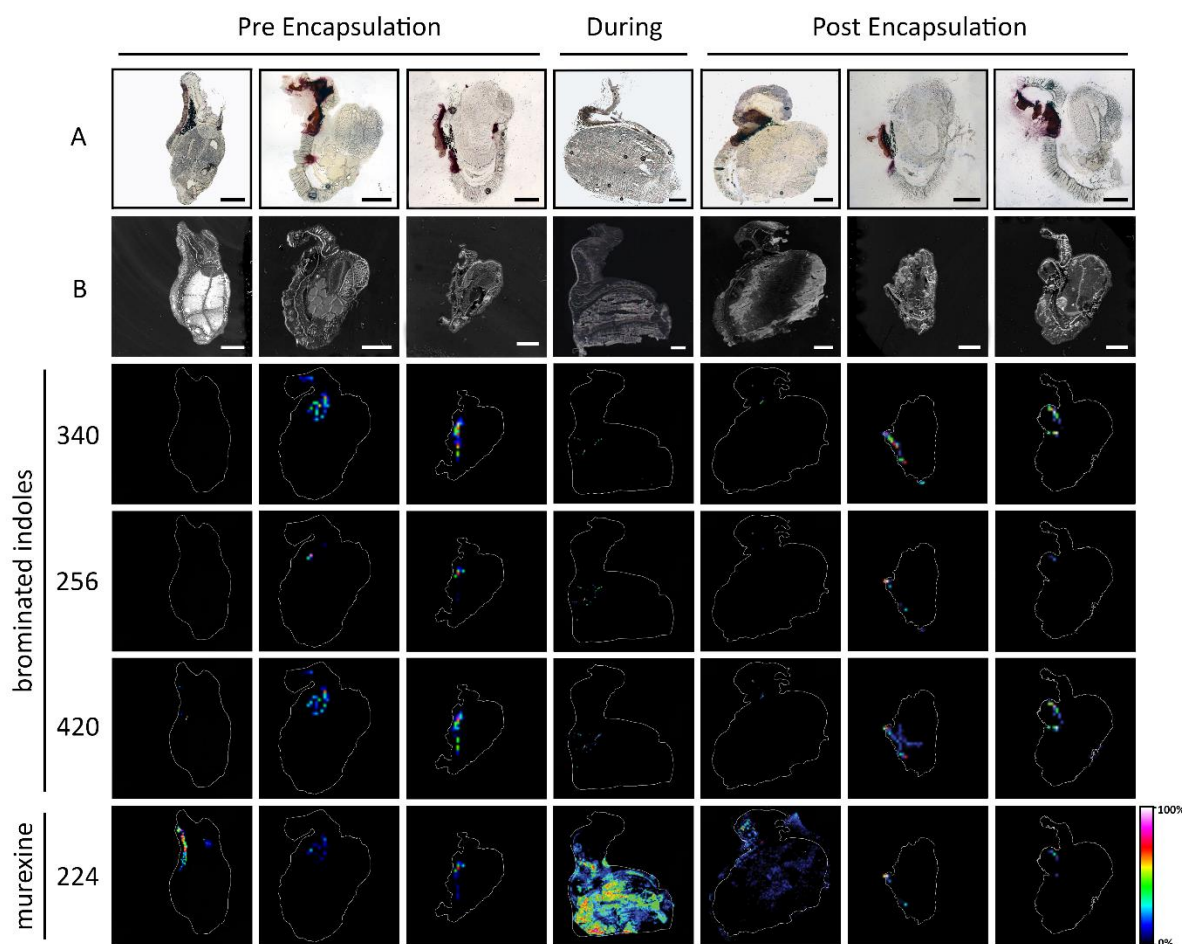 Pre Encapsulation During Post Encapsulation
A
B
brominated indoles
340
256
420
murexine
224
100%
0%